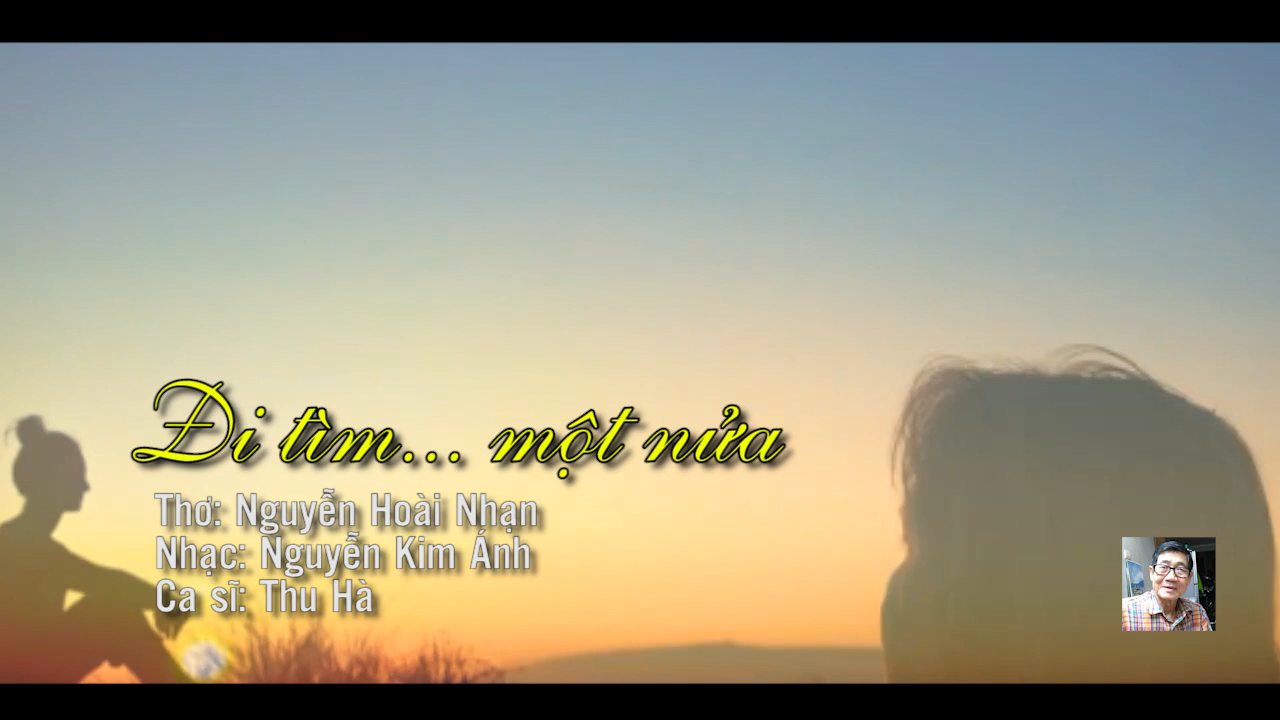 Đi tìm... một nửa
Thơ: Nguyễn Hoài Nhạn
Nhạc: Nguyễn Kim Ánh
Ca sĩ: Thu Hà